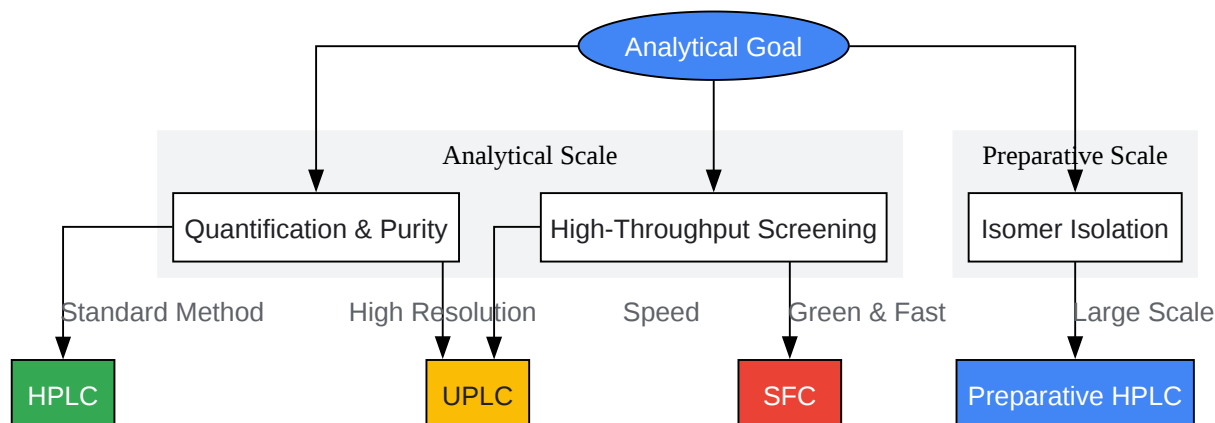 Analytical Goal
Analytical Scale
Preparative Scale
Quantification & Purity
High-Throughput Screening
Isomer Isolation
Standard Method
High Resolution
Speed
Green & Fast
Large Scale
HPLC
UPLC
SFC
Preparative HPLC